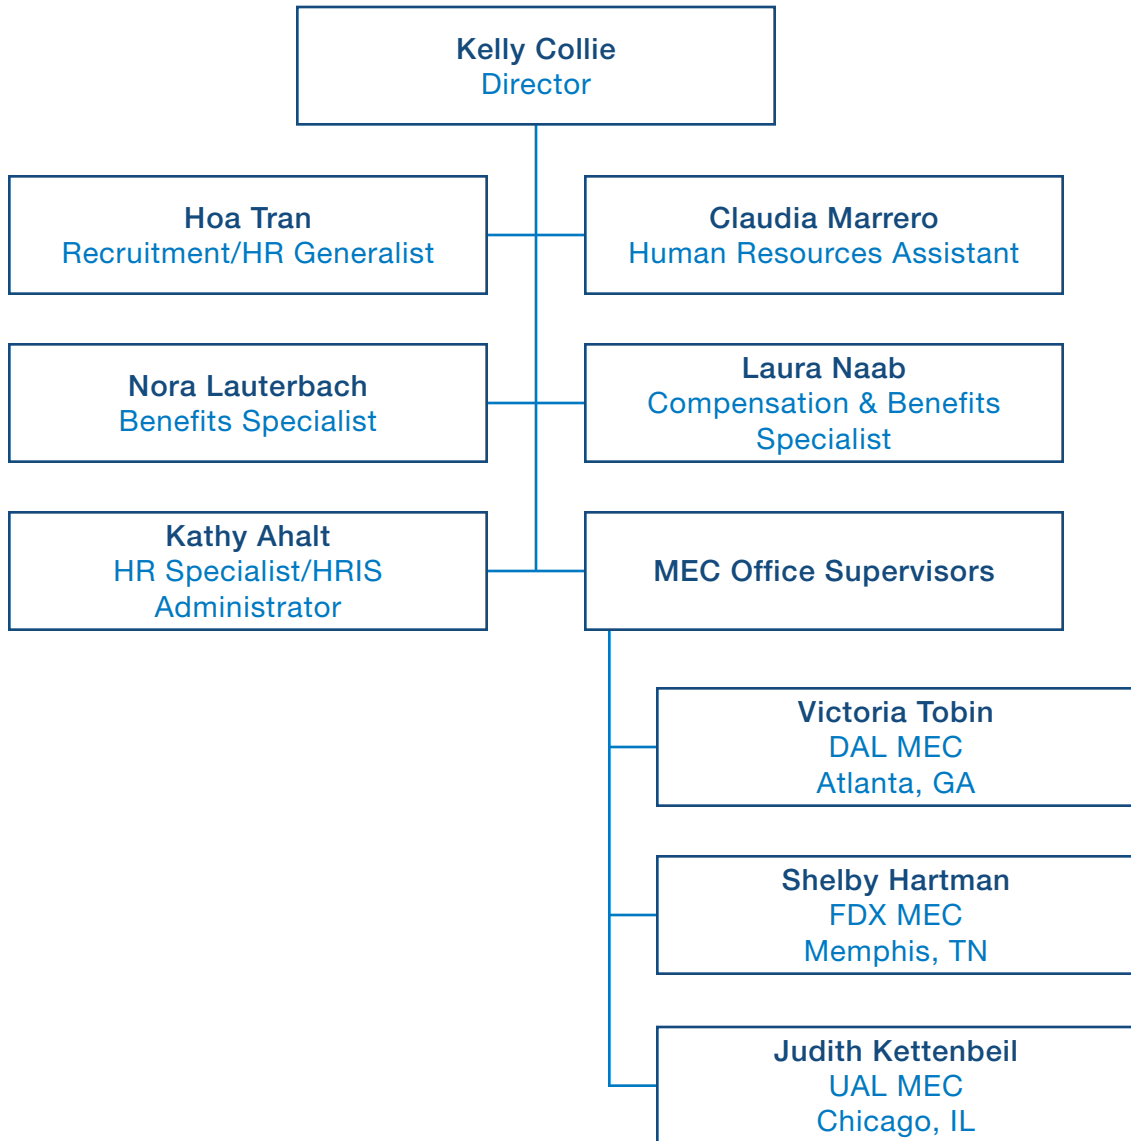 Kelly Collie
Director
Hoa Tran
Recruitment/HR Generalist
Claudia Marrero
Human Resources Assistant
Nora Lauterbach
Benefits Specialist
Laura Naab
Compensation & Benefits
Specialist
Kathy Ahalt
HR Specialist/HRIS
Administrator
MEC Office Supervisors
Victoria Tobin
DAL MEC
Atlanta, GA
Shelby Hartman
FDX MEC
Memphis, TN
Judith Kettenbeil
UAL MEC
Chicago, IL